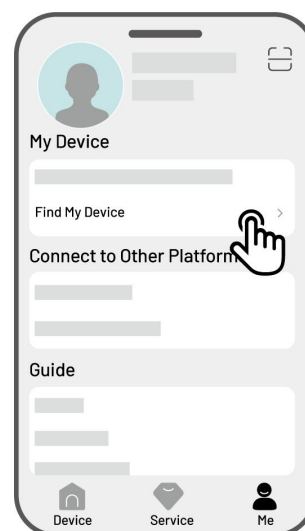 My Device
Find My Device
Connect to Other Platform
Guide
Device Service Me